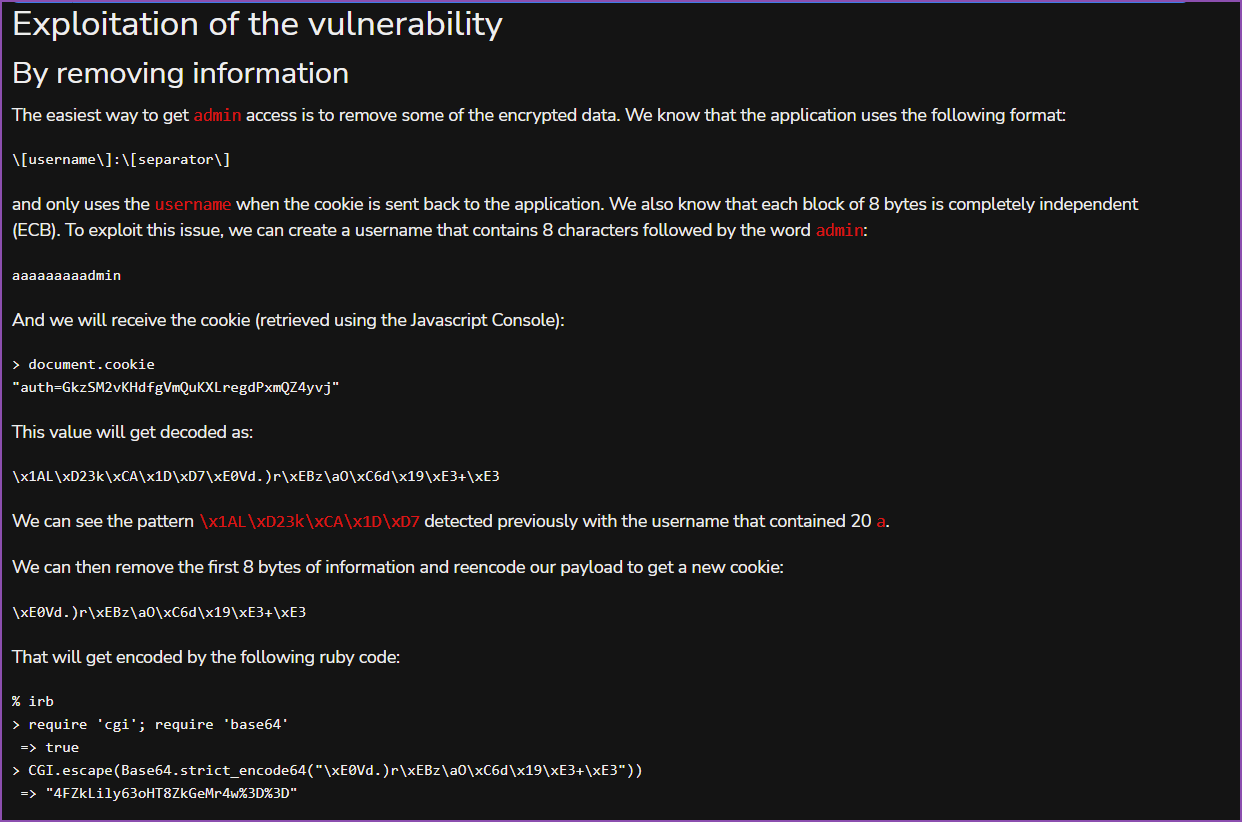 Exploitation of the vulnerability
By removing information
The easiest way to get admin access is to remove some of the encrypted data. We know that the application uses the following format:
\[username\]:\[separator\]
and only uses the username when the cookie is sent back to the application. We also know that each block of 8 bytes is completely independent
(ECB). To exploit this issue, we can create a username that contains 8 characters followed by the word admin:
aaaaaaaaadmin
And we will receive the cookie (retrieved using the Javascript Console):
> document.cookie
"auth=GkzSM2vKHdfgVmQuKXLregdPxmQZ4yvj"
This value will get decoded as:
\x1AL\xD23k\xCA\x1D\xD7\xE0Vd.)r\xEBz\aO\xC6d\x19\xE3+\xE3
We can see the pattern \x1AL\xD23k\xCA\x1D\xD7 detected previously with the username that contained 20 a.
We can then remove the first 8 bytes of information and reencode our payload to get a new cookie:
\xE0Vd.)r\xEBz\aO\xC6d\x19\xE3+\xE3
That will get encoded by the following ruby code:
% irb
> require 'cgi'; require 'base64'
=> true
> CGI.escape(Base64.strict_encode64("\xE0Vd.)r\xEBz\aO\xC6d\x19\xE3+\xE3"))
=> "4FZkLily63oHT8ZkGeMr4w%3D%3D"